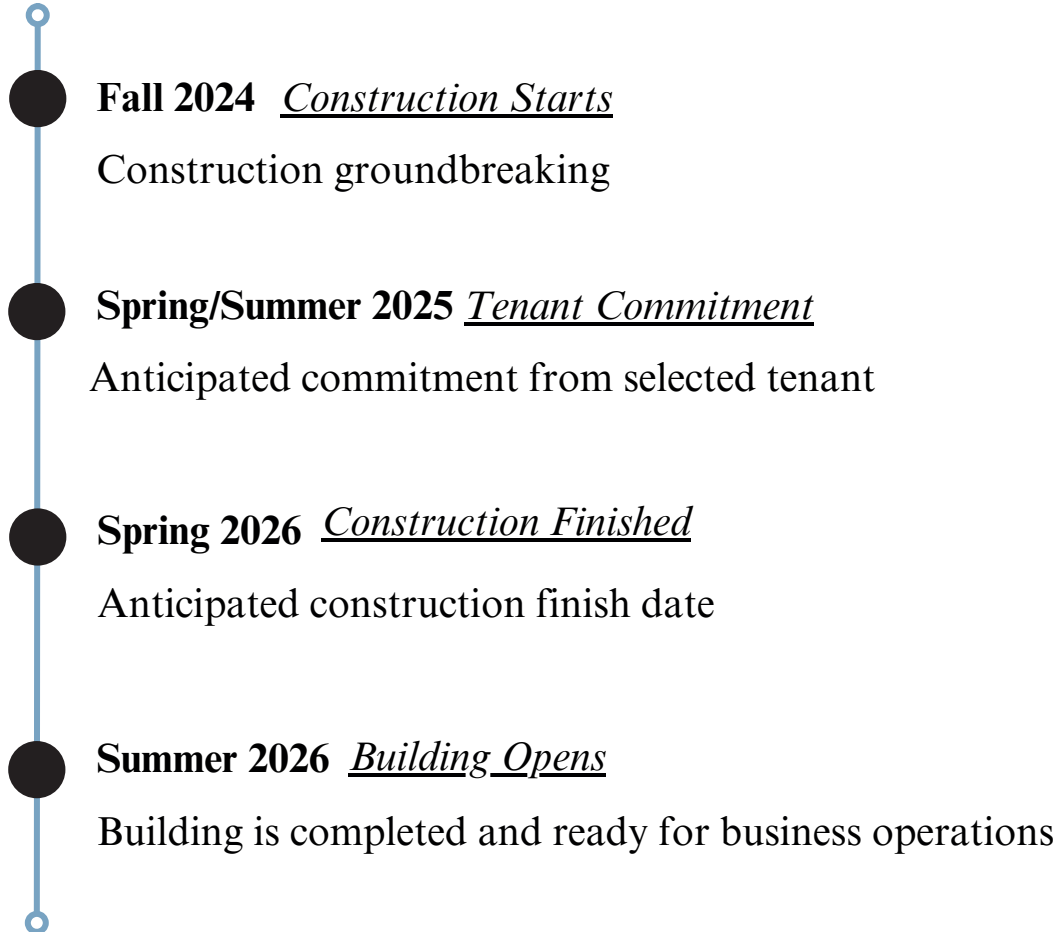 Fall 2024 Construction Starts
Construction groundbreaking
Spring/Summer 2025 Tenant Commitment
Anticipated commitment from selected tenant
Spring 2026 Construction Finished
Anticipated construction finish date
Summer 2026 Building Opens
Building is completed and ready for business operations